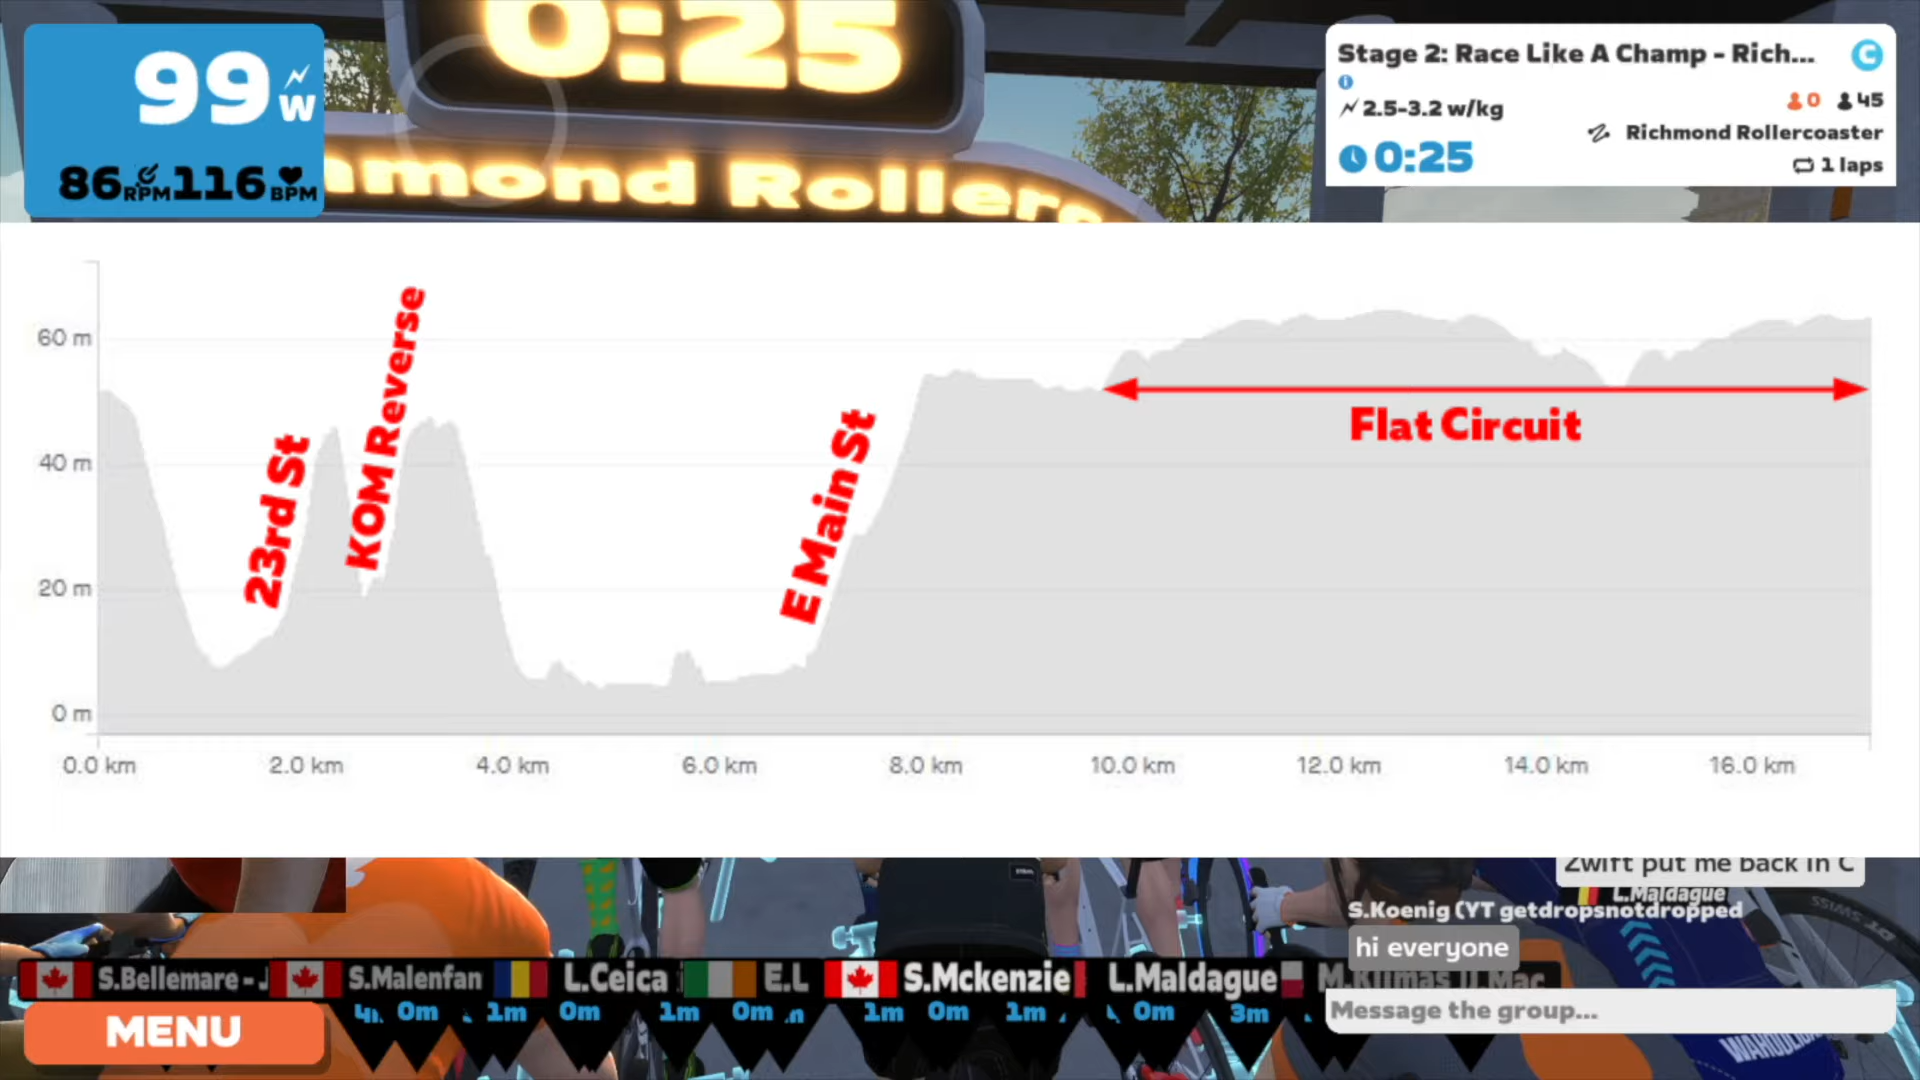 99 W
86 RPM 116 BPM
0:25
mond Rollerc
Stage 2: Race Like A Champ - Rich... C
2.5-3.2 w/kg
0 45
Richmond Rollercoaster
0:25
1 laps
60 m
40 m
20 m
0 m
23rd St
KOM Reverse
E Main St
Flat Circuit
0.0 km 2.0 km 4.0 km 6.0 km 8.0 km 10.0 km 12.0 km 14.0 km 16.0 km
Zwift put me back in C
L.Maldague
S.Koenig (YT getdropsnotdropped
hi everyone
S.Bellemare - J S.Malenfan L.Ceica E.L S.Mckenzie L.Maldague M.Klimas D.Mac
0m 1m 0m 1m 0m 1m 0m 1m 0m 3m
Message the group...
MENU
DT SWISS